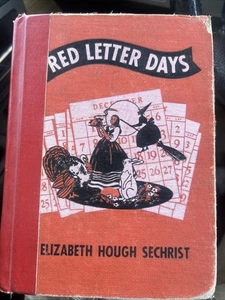 RED LETTER DAYS
DECEMBER
ELIZABETH HOUGH SECHRIST